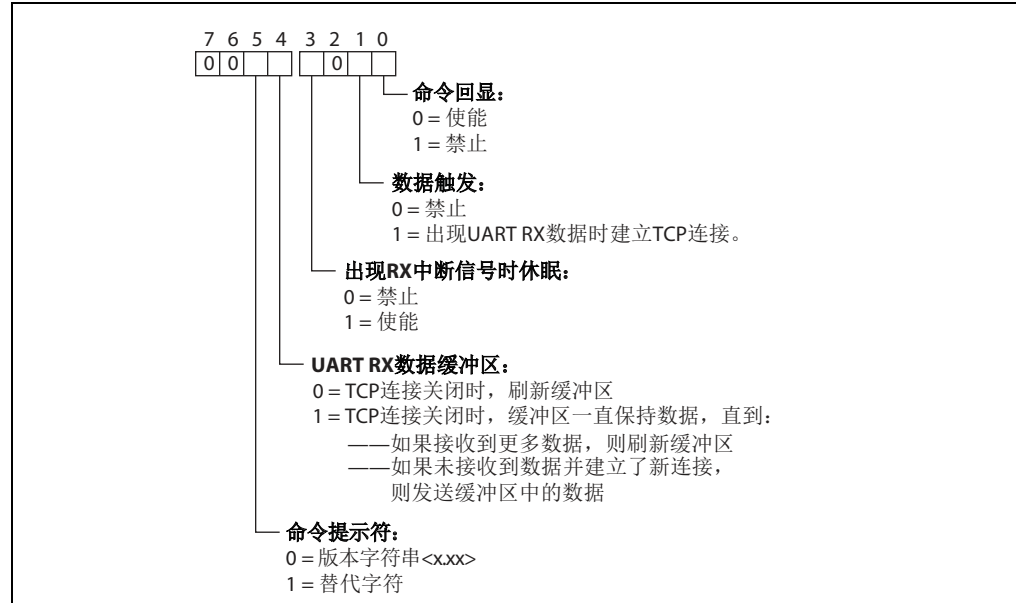 7 6 5 4 3 2 1 0
0 0 0
命令回显：
0 = 使能
1 = 禁止
数据触发：
0 = 禁止
1 = 出现UART RX数据时建立TCP连接。
出现RX中断信号时休眠：
0 = 禁止
1 = 使能
UART RX数据缓冲区：
0 = TCP连接关闭时，刷新缓冲区
1 = TCP连接关闭时，缓冲区一直保持数据，直到：
——如果接收到更多数据，则刷新缓冲区
——如果未接收到数据并建立了新连接，
则发送缓冲区中的数据
命令提示符：
0 = 版本字符串<x.xx>
1 = 替代字符